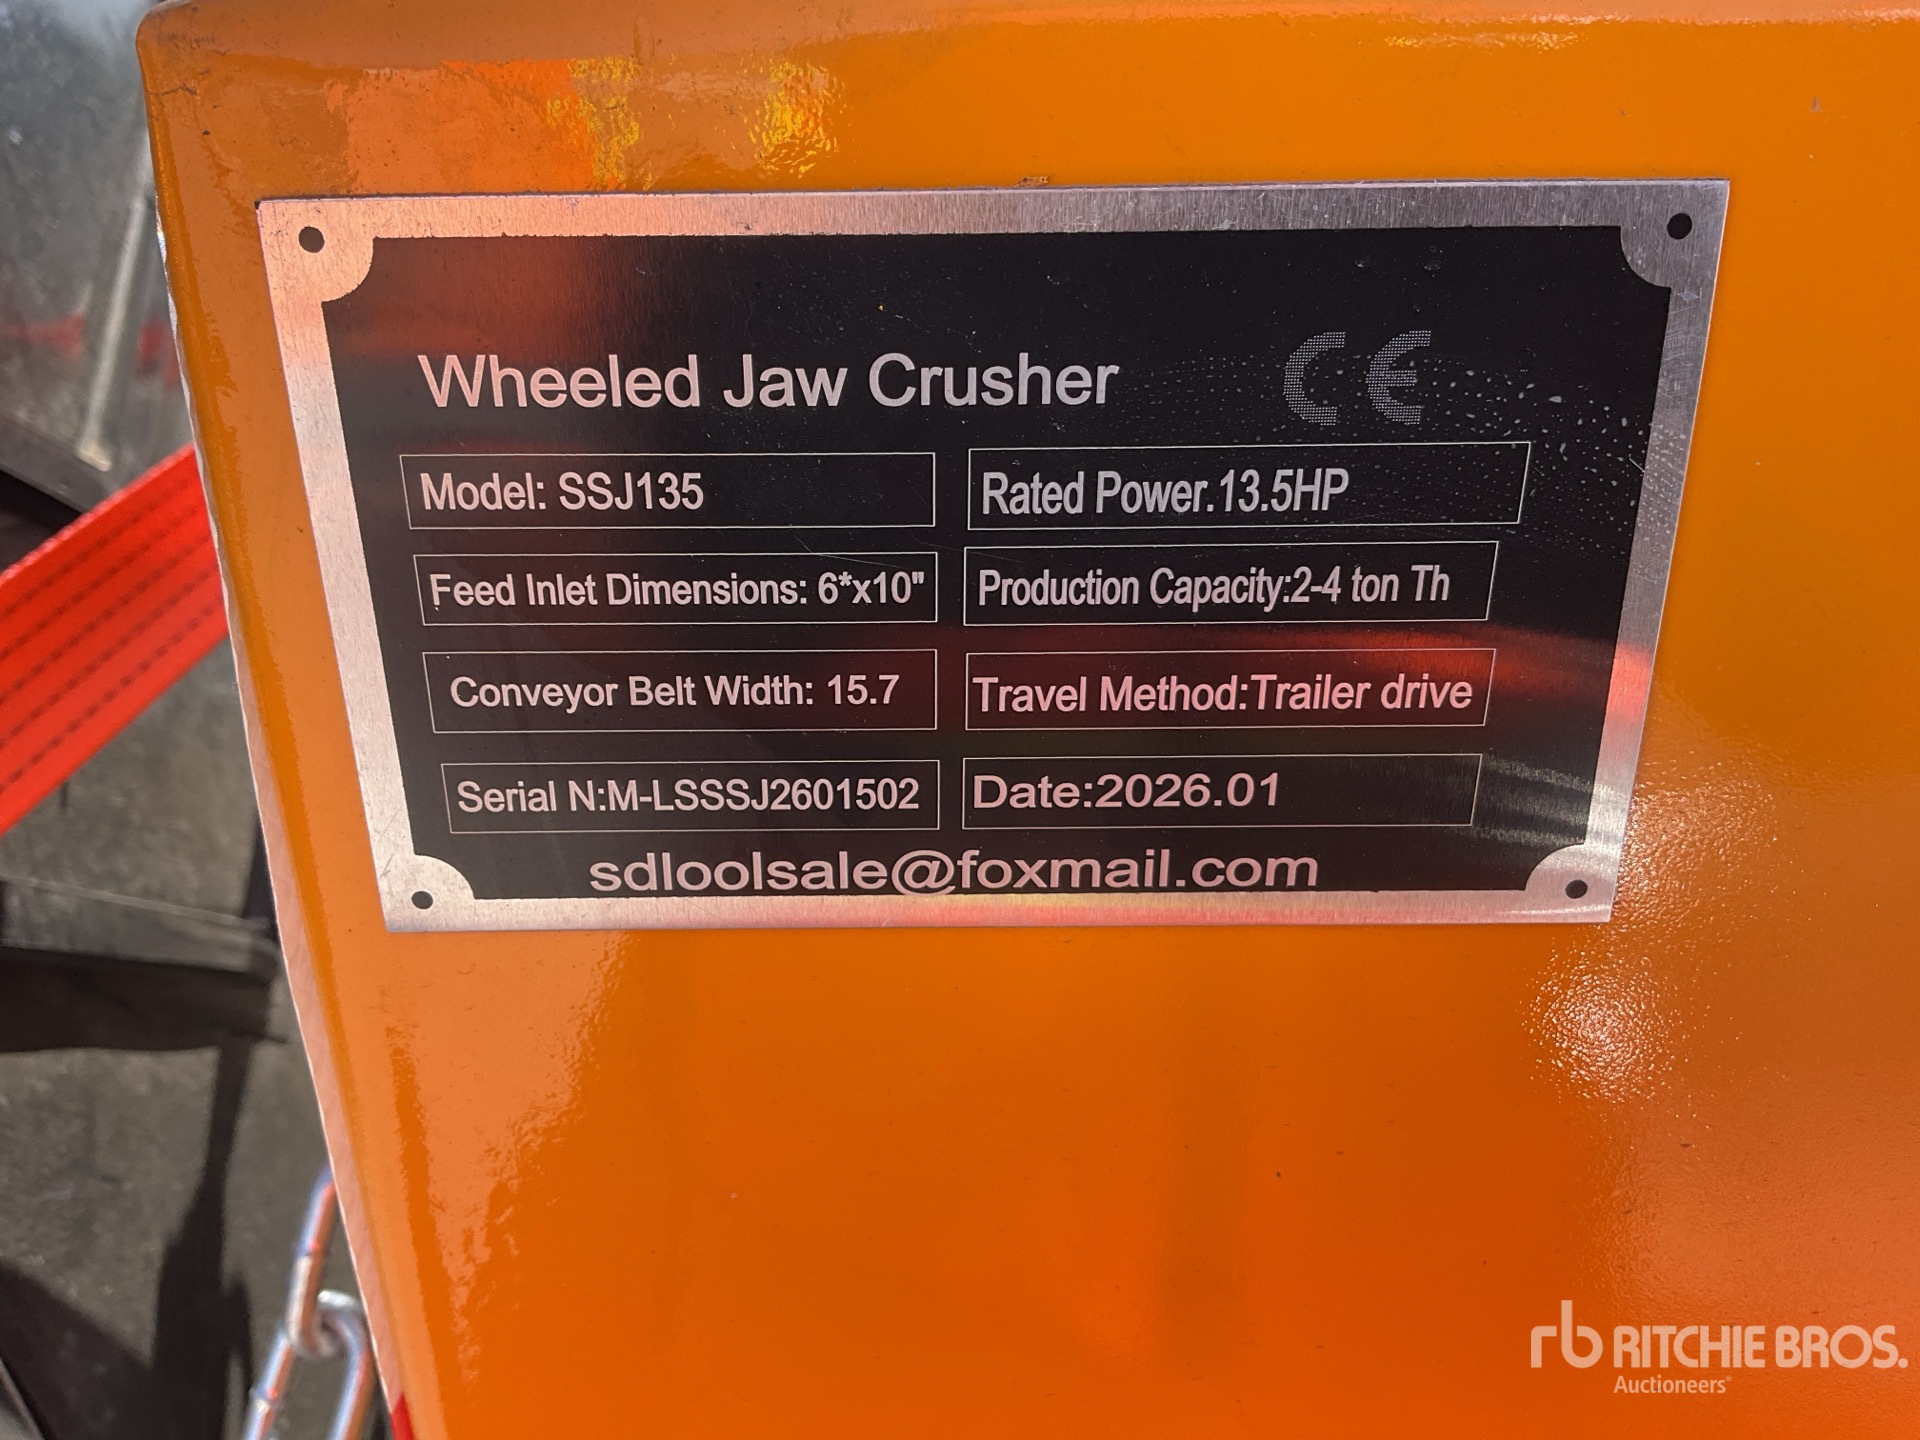 Wheeled Jaw Crusher CE
Model: SSJ135
Rated Power.13.5HP
Feed Inlet Dimensions: 6*x10"
Production Capacity:2-4 ton Th
Conveyor Belt Width: 15.7
Travel Method:Trailer drive
Serial N:M-LSSSJ2601502
Date:2026.01
sdloolsale@foxmail.com
rb RITCHIE BROS.
Auctioneers